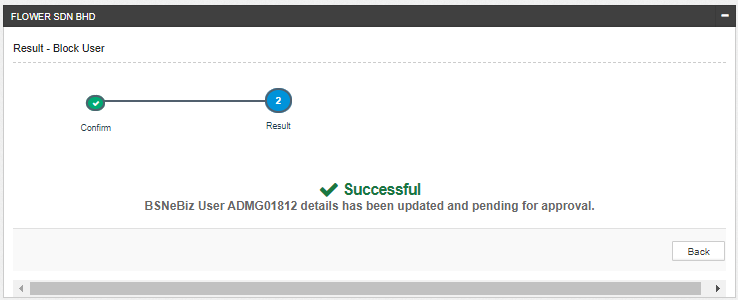 FLOWER SDN BHD
Result - Block User
2
Confirm
Result
Successful
BSNeBiz User ADMG01812 details has been updated and pending for approval.
Back